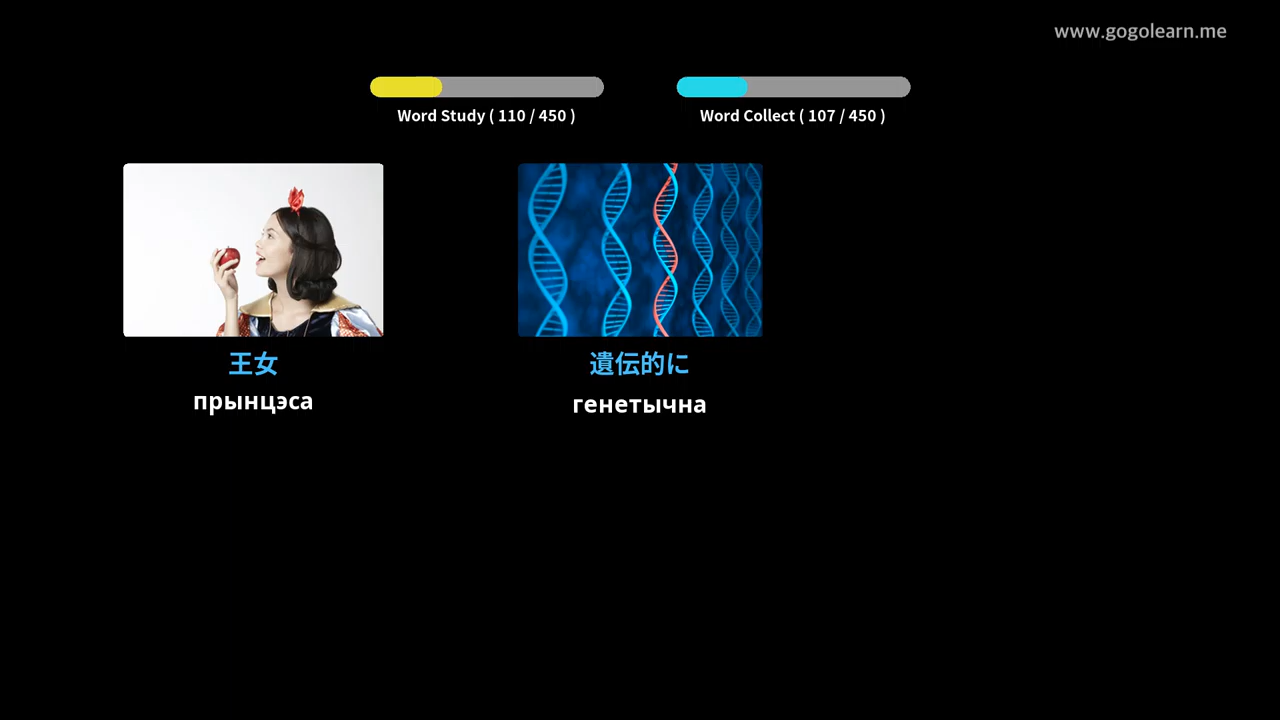 www.gogolearn.me
Word Study ( 110 / 450 )
Word Collect ( 107 / 450 )
王女
прынцэса
遺伝的に
генетычна